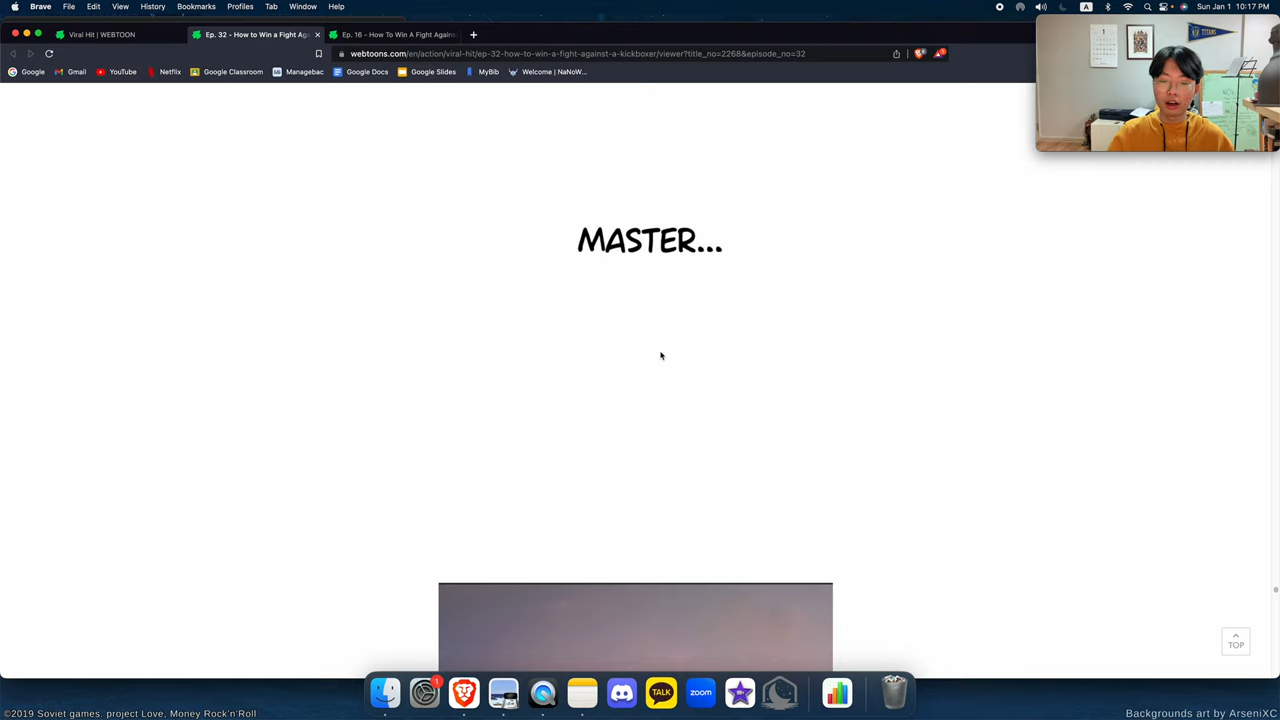 Brave File Edit View History Bookmarks Profiles Tab Window Help
A Sun Jan 1 10:17 PM
Viral Hit | WEBTOON
Ep. 32 - How to Win a Fight Ag
Ep. 16 - How To Win A Fight Agains
webtoons.com/en/action/viral-hit/ep-32-how-to-win-a-fight-against-a-kickboxer/viewer?title_no=2268&episode_no=32
Google Gmail YouTube Netflix Google Classroom Managebac Google Docs Google Slides MyBib Welcome | NaNoW...
TITANS
MASTER...
TOP
1
TALK
zoom
©2019 Soviet games. project Love, Money Rock'n'Roll
Backgrounds art by ArseniXC